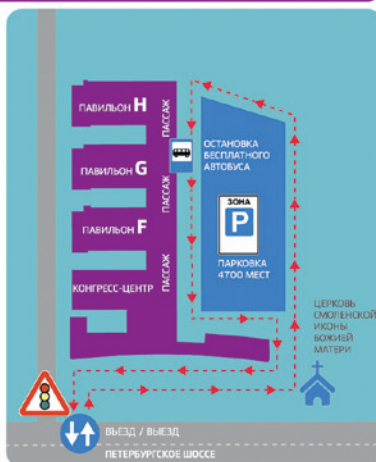 ПАВИЛЬОН H
ПАССАЖ
ОСТАНОВКА
БЕСПЛАТНОГО
АВТОБУСА
ПАВИЛЬОН G
ПАССАЖ
ЗОНА
P
ПАВИЛЬОН F
ПАРКОВКА
4700 МЕСТ
ПАССАЖ
КОНГРЕСС-ЦЕНТР
ЦЕРКОВЬ
СМОЛЕНСКОЙ
ИКОНЫ
БОЖИЕЙ
МАТЕРИ
ВЪЕЗД / ВЫЕЗД
ПЕТЕРБУРГСКОЕ ШОССЕ